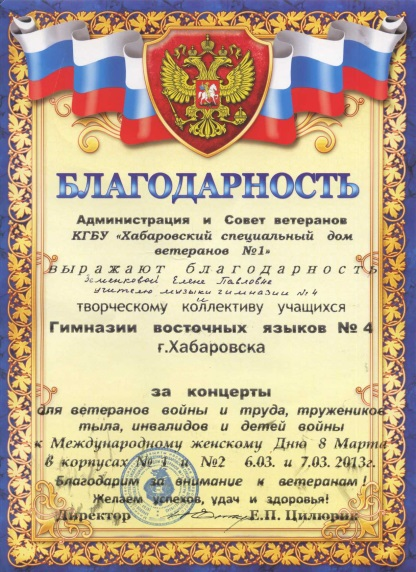 БЛАГОДАРНОСТЬ
Администрация и Совет ветеранов
КГБУ «Хабаровский специальный дом
ветеранов №1»
выражают благодарность
Еленe Павловне
учителю музыки гимназии № 4
и
творческому коллективу учащихся
Гимназии восточных языков № 4
г.Хабаровска
за концерты
для ветеранов войны и труда, тружеников
тыла, инвалидов и детей войны
к Международному женскому Дню 8 Марта
в корпусах № 1 и №2 6.03. и 7.03. 2013г.
Благодарим за внимание к ветеранам!
Желаем успехов, удач и здоровья!
Директор Е.П. Цилюрик